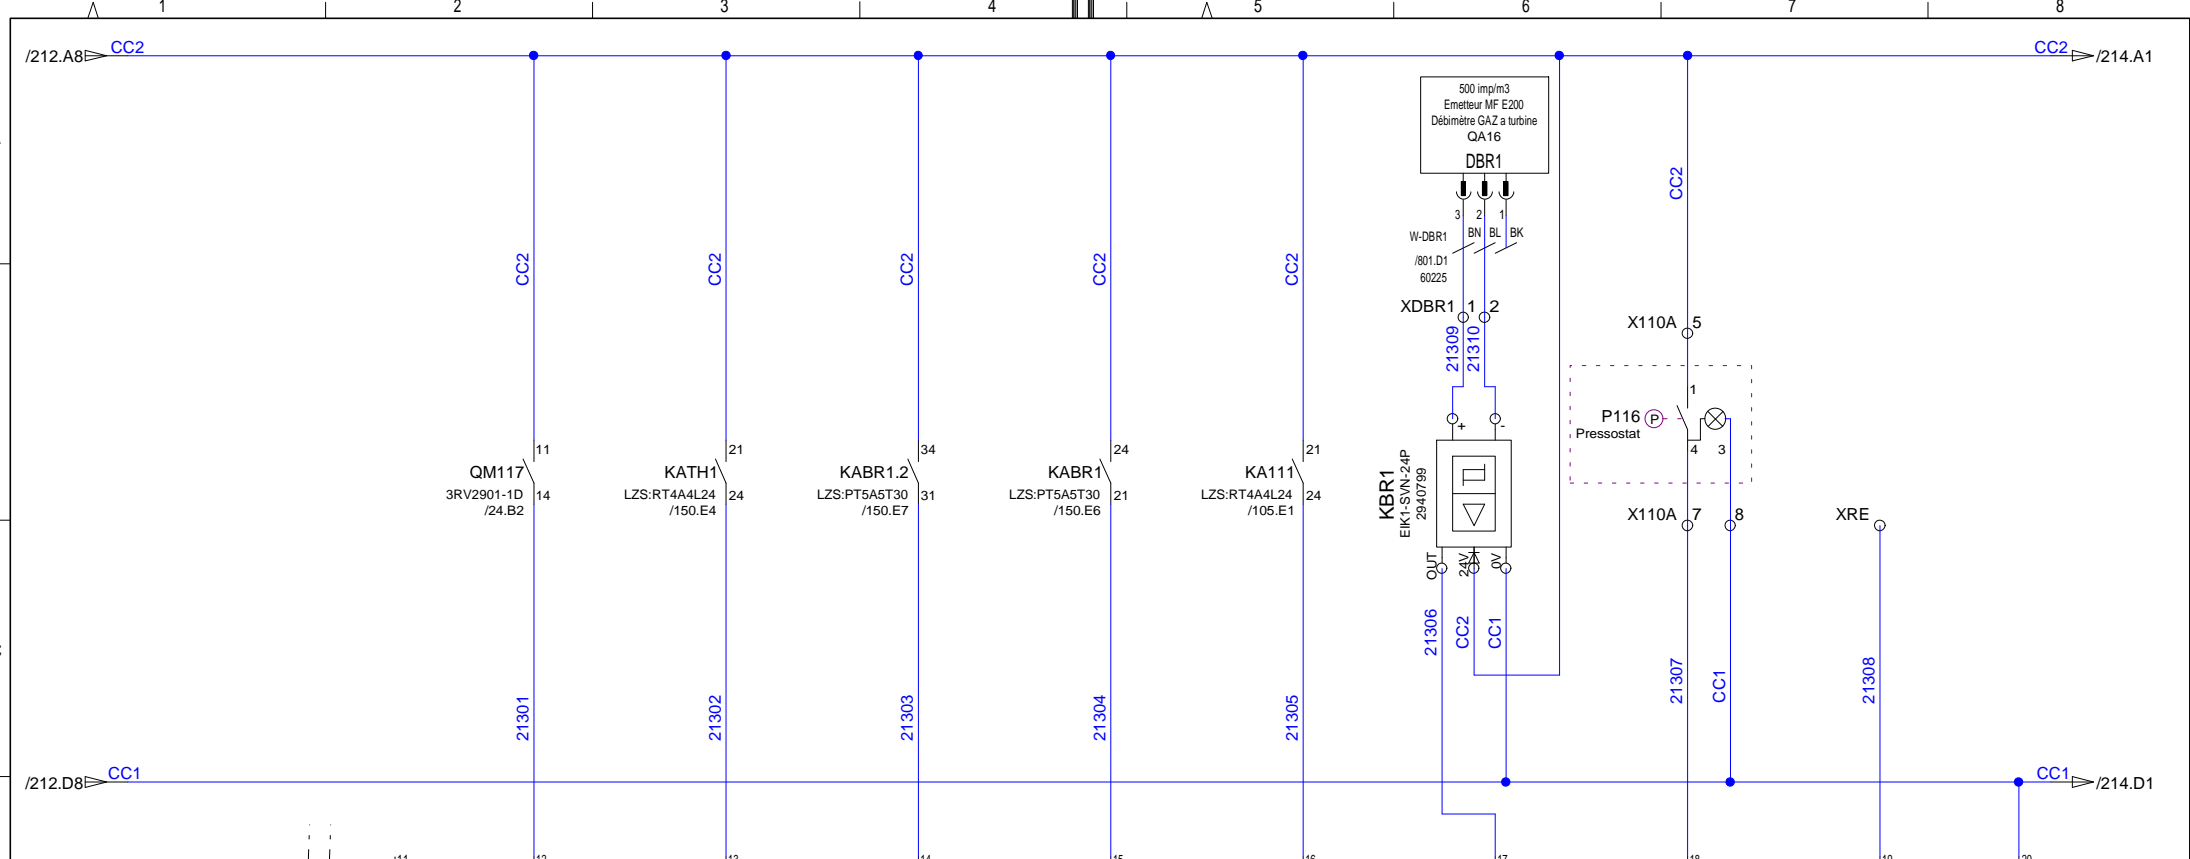 1 2 3 4 5 6 7 8
/212.A8 CC2 CC2 /214.A1
500 imp/m3
Emetteur MF E200
Débimètre GAZ a turbine
QA16
DBR1
3 2 1
W-DBR1 BN BL BK
/801.D1
60225
CC2
CC2
CC2
CC2
CC2
CC2
XDBR1 1 2
21309
21310
X110A 5
1
P116 P
Pressostat
4 3
11
QM117
3RV2901-1D 14
/24.B2
21
KATH1
LZS:RT4A4L24 24
/150.E4
34
KABR1.2
LZS:PT5A5T30 31
/150.E7
24
KABR1
LZS:PT5A5T30 21
/150.E6
21
KA111
LZS:RT4A4L24 24
/105.E1
+ -
KBR1
EIK1-SVN-24P
2940799
OUT
24V
0V
X110A 7 8
XRE
21301
21302
21303
21304
21305
21306
CC2
CC1
21307
CC1
21308
/212.D8 CC1 CC1 /214.D1